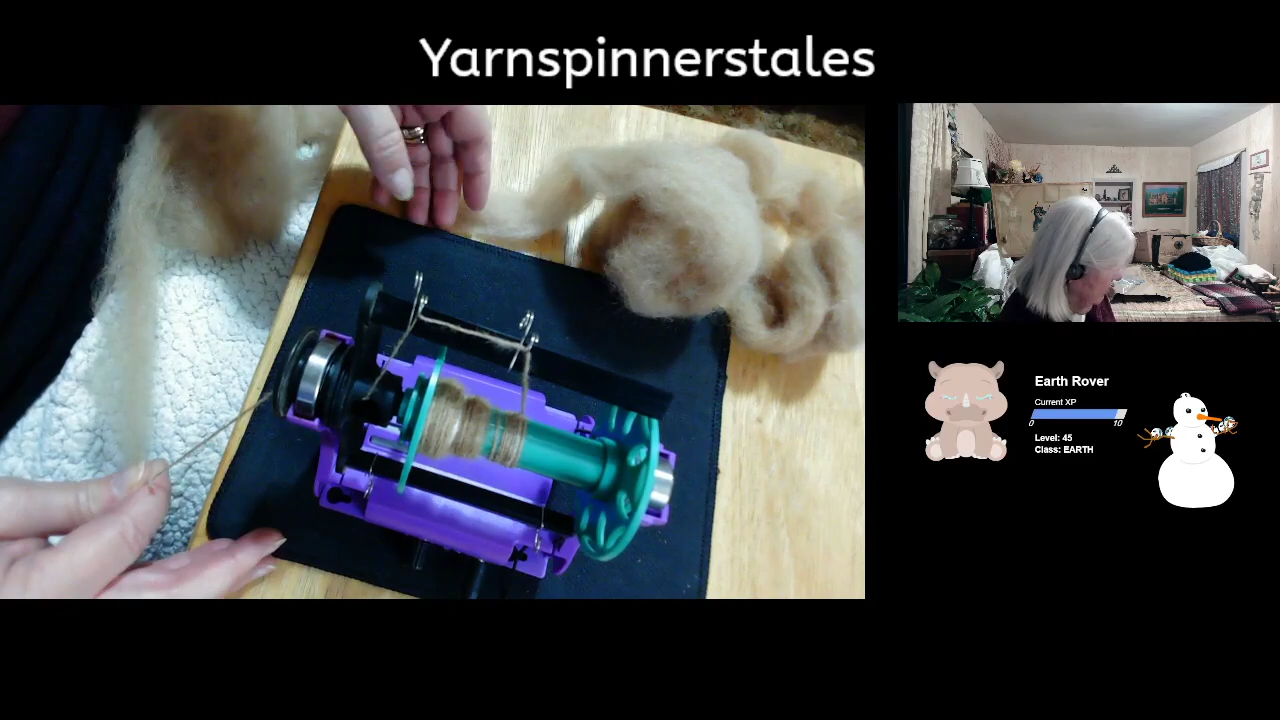 Yarnspinnerstales
Earth Rover
Current XP
0 10
Level: 45
Class: EARTH